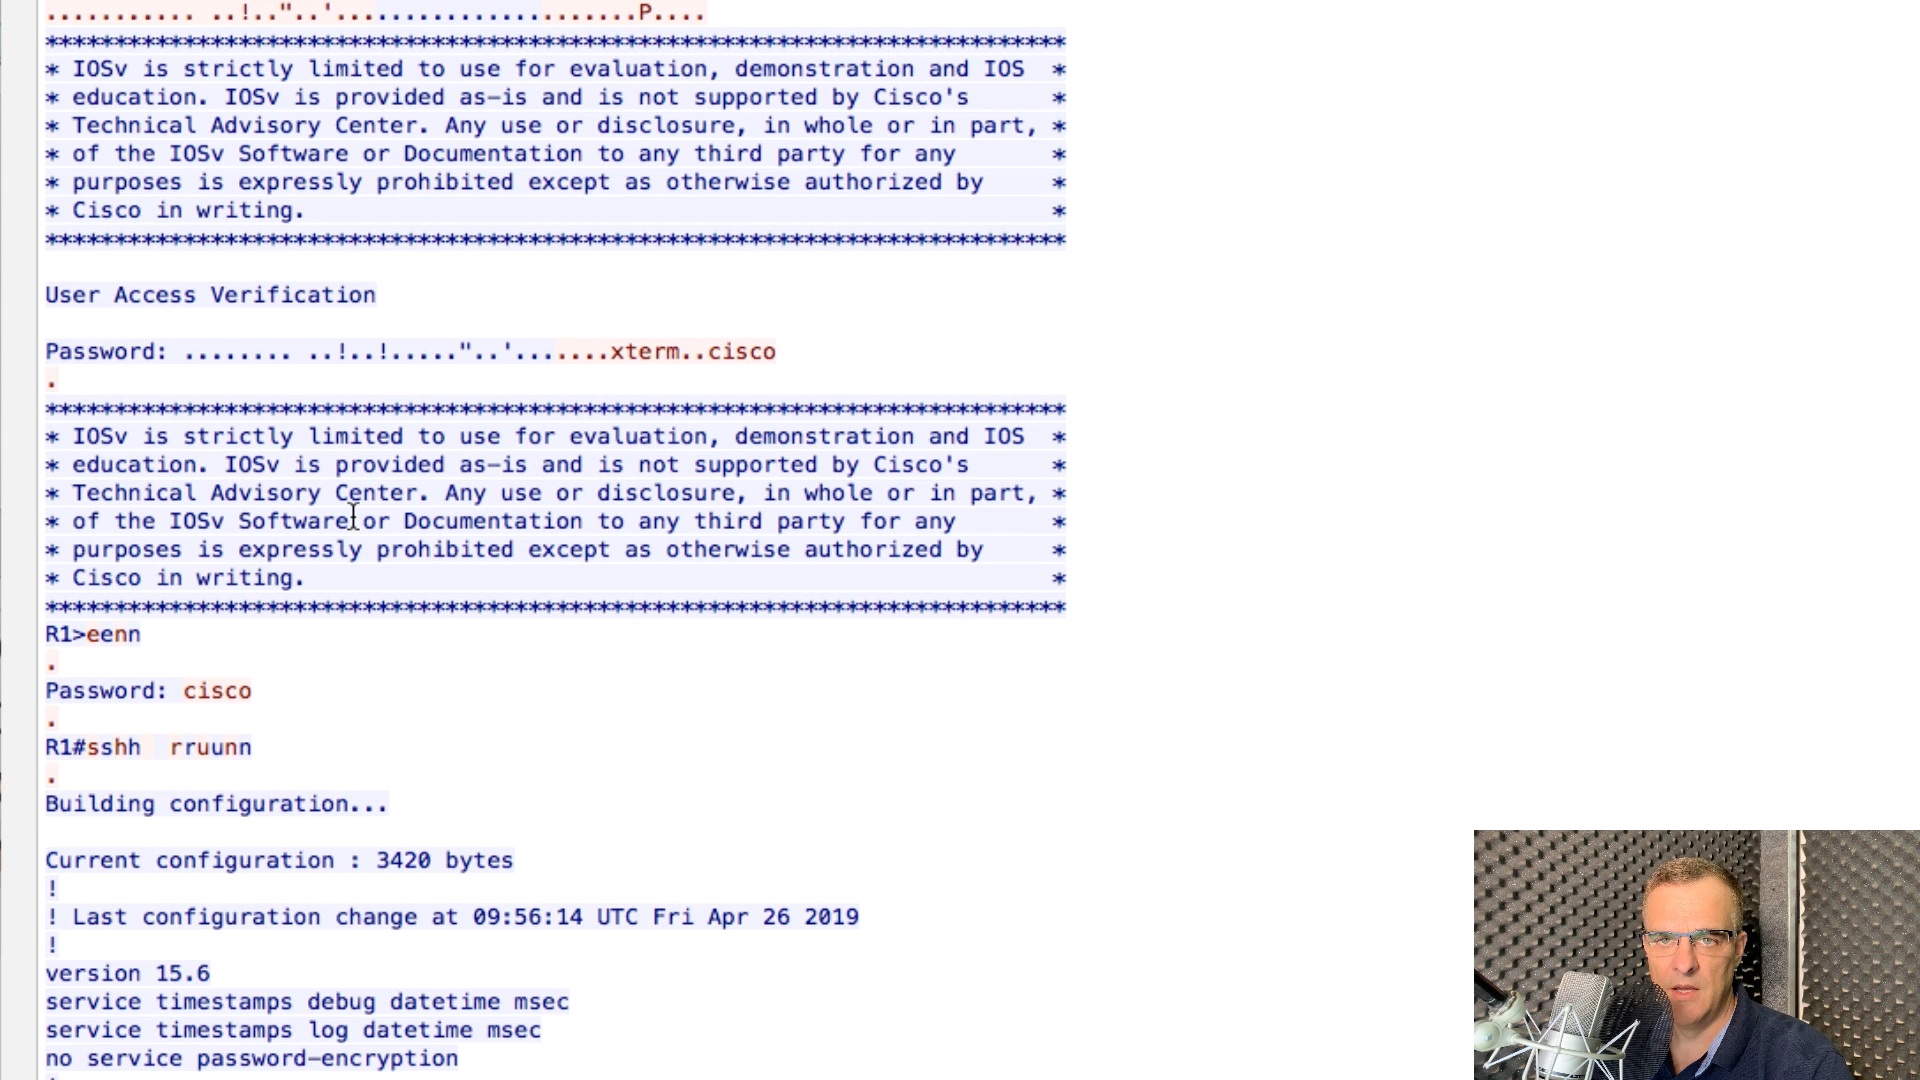 ........... ..!.."..'......................P....
**************************************************************************
* IOSv is strictly limited to use for evaluation, demonstration and IOS  *
* education. IOSv is provided as-is and is not supported by Cisco's      *
* Technical Advisory Center. Any use or disclosure, in whole or in part, *
* of the IOSv Software or Documentation to any third party for any       *
* purposes is expressly prohibited except as otherwise authorized by     *
* Cisco in writing.                                                      *
**************************************************************************
User Access Verification
Password: ........ ..!..!....."..'.......xterm..cisco
.
**************************************************************************
* IOSv is strictly limited to use for evaluation, demonstration and IOS  *
* education. IOSv is provided as-is and is not supported by Cisco's      *
* Technical Advisory Center. Any use or disclosure, in whole or in part, *
* of the IOSv Software or Documentation to any third party for any       *
* purposes is expressly prohibited except as otherwise authorized by     *
* Cisco in writing.                                                      *
**************************************************************************
R1>eenn
.
Password: cisco
.
R1#sshh  rruunn
.
Building configuration...
Current configuration : 3420 bytes
!
! Last configuration change at 09:56:14 UTC Fri Apr 26 2019
!
version 15.6
service timestamps debug datetime msec
service timestamps log datetime msec
no service password-encryption